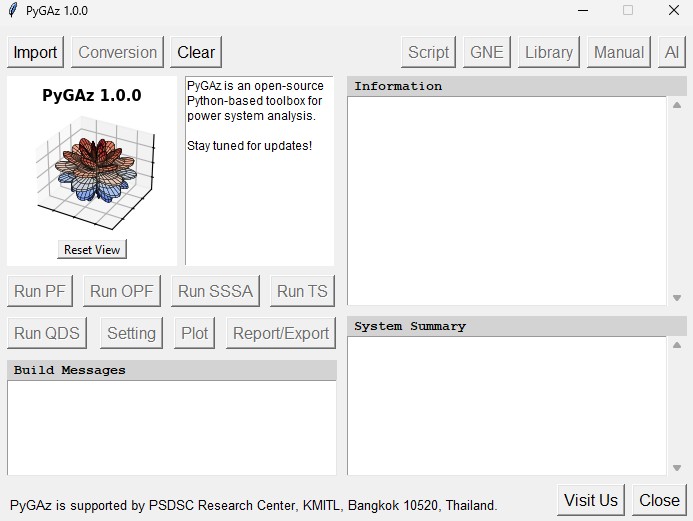 PyGAz 1.0.0
Import Conversion Clear Script GNE Library Manual AI
PyGAz 1.0.0
Reset View
PyGAz is an open-source
Python-based toolbox for
power system analysis.
Stay tuned for updates!
Information
Run PF Run OPF Run SSSA Run TS
Run QDS Setting Plot Report/Export
System Summary
Build Messages
PyGAz is supported by PSDSC Research Center, KMITL, Bangkok 10520, Thailand.
Visit Us Close